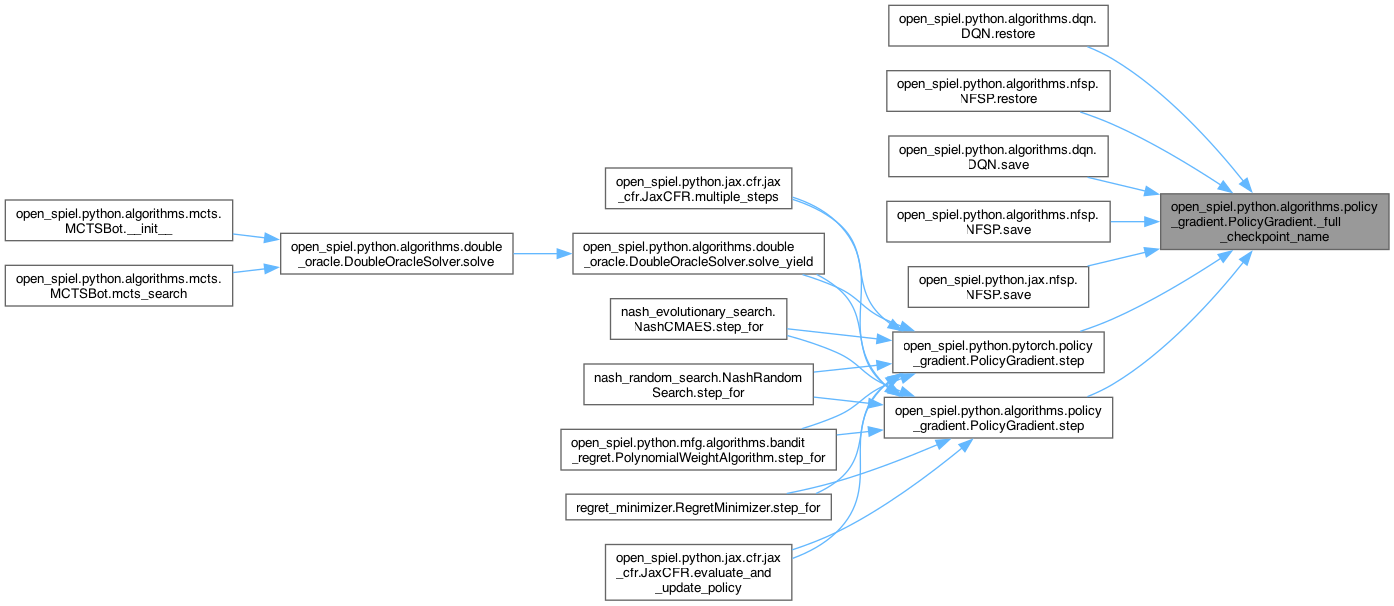 open_spiel.python.algorithms.dqn.
DQN.restore
open_spiel.python.algorithms.nfsp.
NFSP.restore
open_spiel.python.algorithms.dqn.
DQN.save
open_spiel.python.algorithms.nfsp.
NFSP.save
open_spiel.python.jax.nfsp.
NFSP.save
open_spiel.python.algorithms.policy
_gradient.PolicyGradient._full
_checkpoint_name
open_spiel.python.pytorch.policy
_gradient.PolicyGradient.step
open_spiel.python.algorithms.policy
_gradient.PolicyGradient.step
open_spiel.python.jax.cfr.jax
_cfr.JaxCFR.multiple_steps
open_spiel.python.algorithms.double
_oracle.DoubleOracleSolver.solve_yield
nash_evolutionary_search.
NashCMAES.step_for
nash_random_search.NashRandom
Search.step_for
open_spiel.python.mfg.algorithms.bandit
_regret.PolynomialWeightAlgorithm.step_for
regret_minimizer.RegretMinimizer.step_for
open_spiel.python.jax.cfr.jax
_cfr.JaxCFR.evaluate_and
_update_policy
open_spiel.python.algorithms.double
_oracle.DoubleOracleSolver.solve
open_spiel.python.algorithms.mcts.
MCTSBot.__init__
open_spiel.python.algorithms.mcts.
MCTSBot.mcts_search